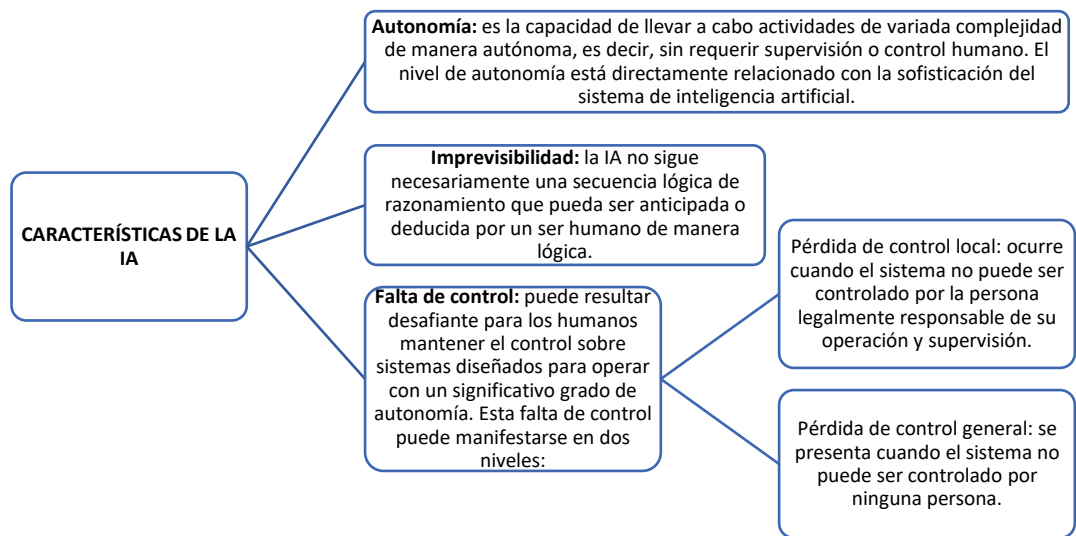 Autonomía: es la capacidad de llevar a cabo actividades de variada complejidad
de manera autónoma, es decir, sin requerir supervisión o control humano. El
nivel de autonomía está directamente relacionado con la sofisticación del
sistema de inteligencia artificial.
Imprevisibilidad: la IA no sigue
necesariamente una secuencia lógica de
razonamiento que pueda ser anticipada o
deducida por un ser humano de manera
lógica.
CARACTERÍSTICAS DE LA
IA
Falta de control: puede resultar
desafiante para los humanos
mantener el control sobre
sistemas diseñados para operar
con un significativo grado de
autonomía. Esta falta de control
puede manifestarse en dos
niveles:
Pérdida de control local: ocurre
cuando el sistema no puede ser
controlado por la persona
legalmente responsable de su
operación y supervisión.
Pérdida de control general: se
presenta cuando el sistema no
puede ser controlado por
ninguna persona.